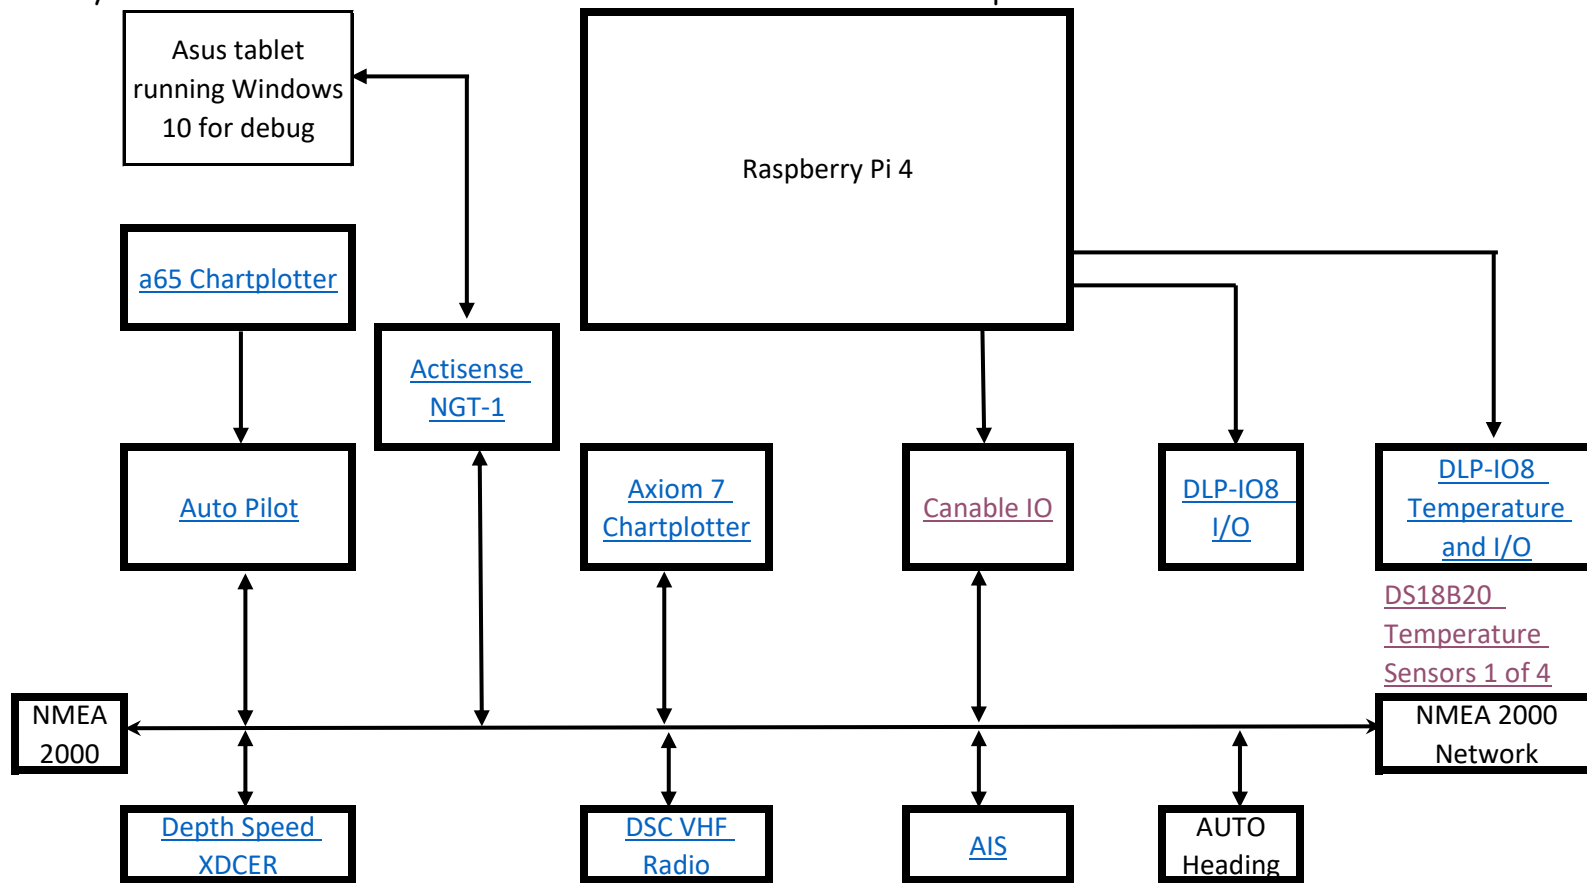 Asus tablet
running Windows
10 for debug
Raspberry Pi 4
a65 Chartplotter
Actisense
NGT-1
Auto Pilot
Axiom 7
Chartplotter
Canable IO
DLP-IO8
I/O
DLP-IO8
Temperature
and I/O
DS18B20
Temperature
Sensors 1 of 4
NMEA
2000
NMEA 2000
Network
Depth Speed
XDCER
DSC VHF
Radio
AIS
AUTO
Heading